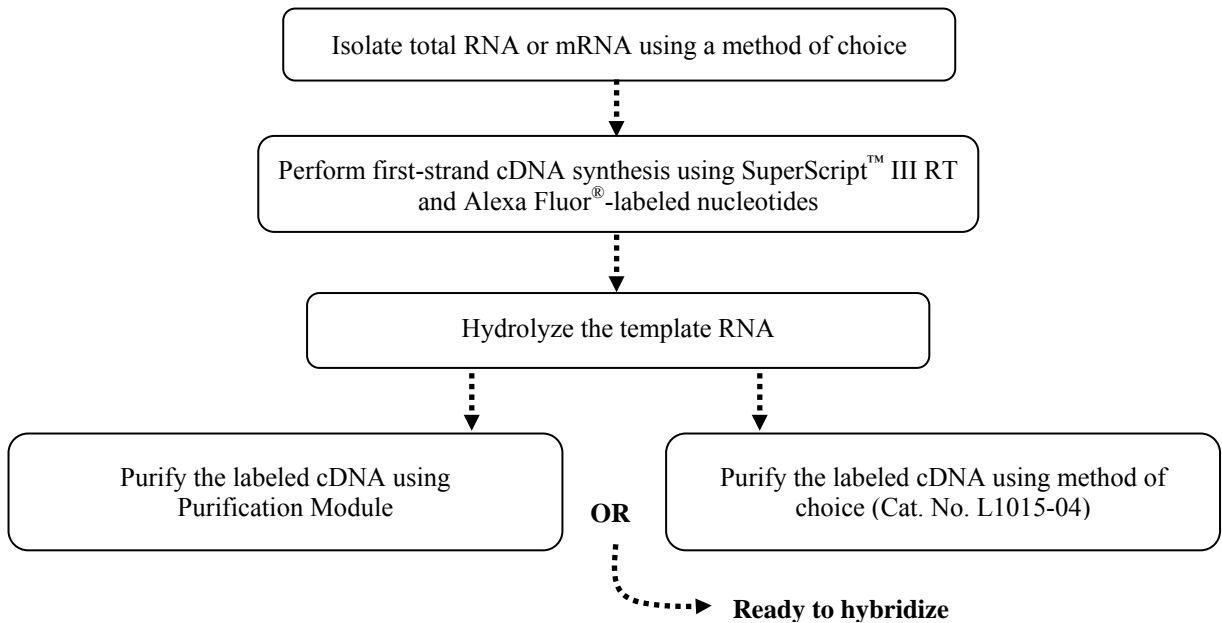 Isolate total RNA or mRNA using a method of choice
Perform first-strand cDNA synthesis using SuperScript™ III RT
and Alexa Fluor®-labeled nucleotides
Hydrolyze the template RNA
Purify the labeled cDNA using
Purification Module
OR
Purify the labeled cDNA using method of
choice (Cat. No. L1015-04)
Ready to hybridize